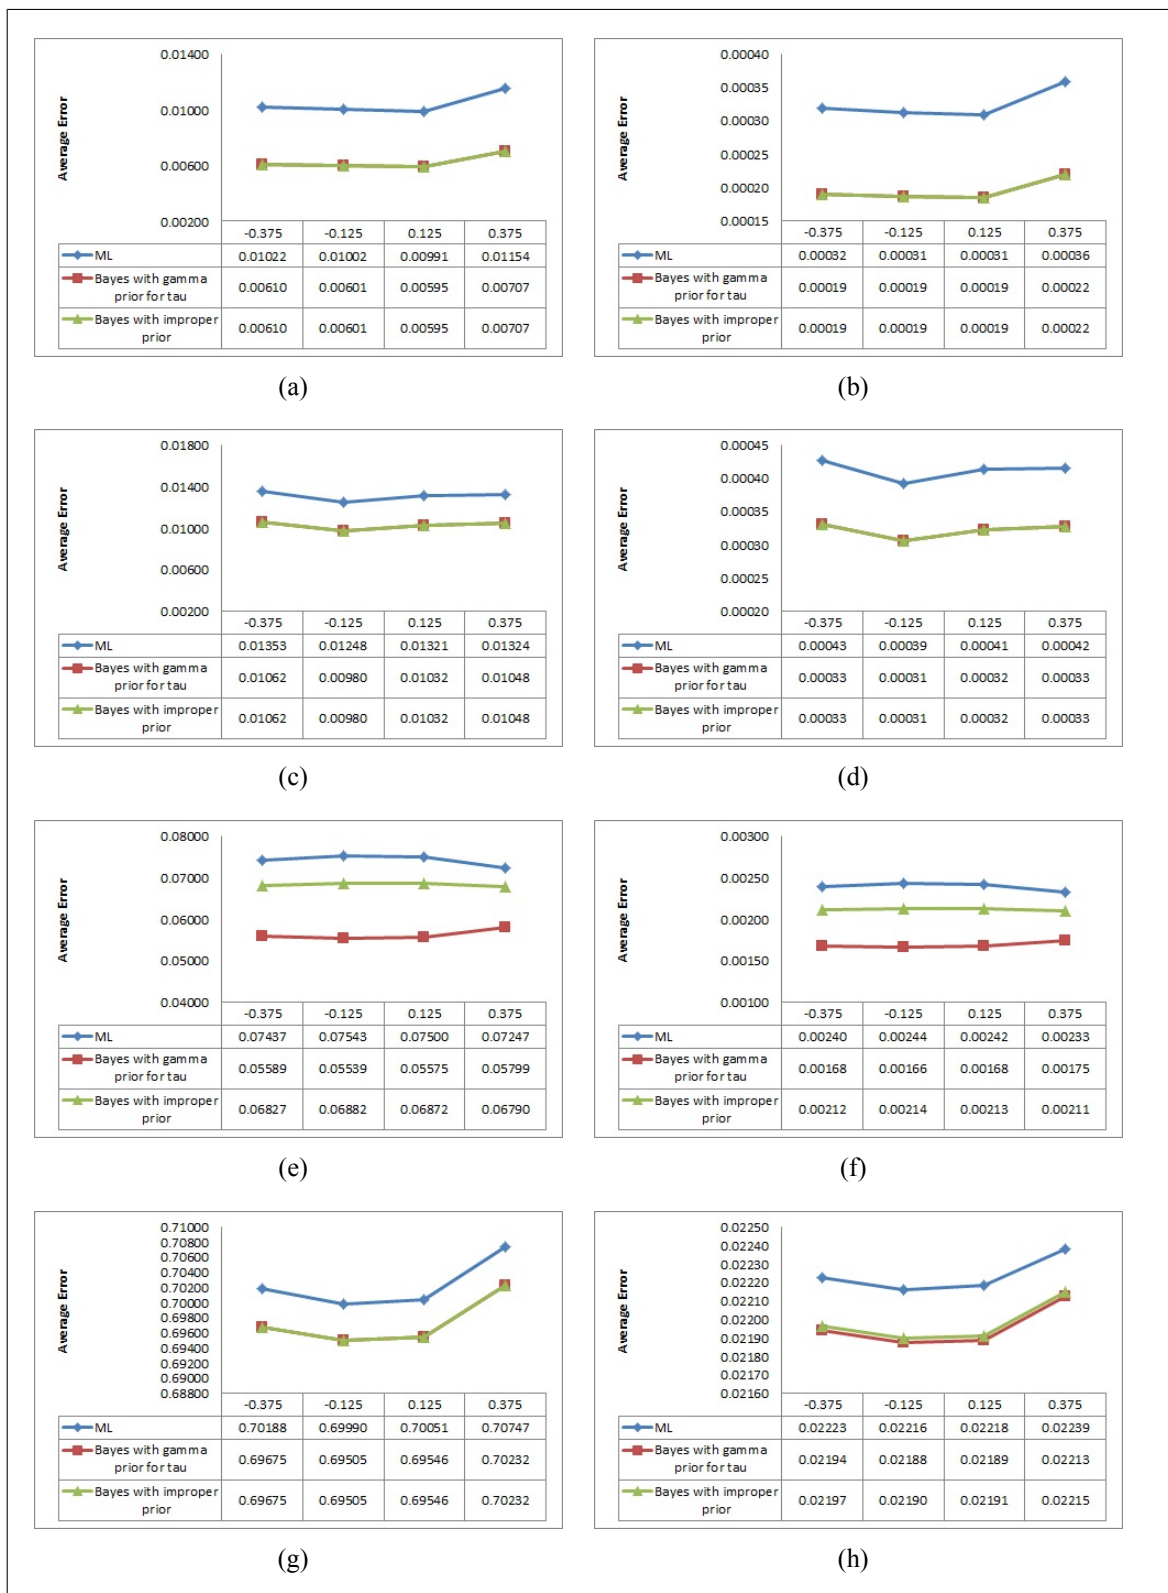 Average Error
0.01400
0.01000
0.00600
0.00200
-0.375 -0.125 0.125 0.375
ML 0.01022 0.01002 0.00991 0.01154
Bayes with gamma
prior for tau 0.00610 0.00601 0.00595 0.00707
Bayes with improper
prior 0.00610 0.00601 0.00595 0.00707
(a)
Average Error
0.00040
0.00035
0.00030
0.00025
0.00020
0.00015
-0.375 -0.125 0.125 0.375
ML 0.00032 0.00031 0.00031 0.00036
Bayes with gamma
prior for tau 0.00019 0.00019 0.00019 0.00022
Bayes with improper
prior 0.00019 0.00019 0.00019 0.00022
(b)
Average Error
0.01800
0.01400
0.01000
0.00600
0.00200
-0.375 -0.125 0.125 0.375
ML 0.01353 0.01248 0.01321 0.01324
Bayes with gamma
prior for tau 0.01062 0.00980 0.01032 0.01048
Bayes with improper
prior 0.01062 0.00980 0.01032 0.01048
(c)
Average Error
0.00045
0.00040
0.00035
0.00030
0.00025
0.00020
-0.375 -0.125 0.125 0.375
ML 0.00043 0.00039 0.00041 0.00042
Bayes with gamma
prior for tau 0.00033 0.00031 0.00032 0.00033
Bayes with improper
prior 0.00033 0.00031 0.00032 0.00033
(d)
Average Error
0.08000
0.07000
0.06000
0.05000
0.04000
-0.375 -0.125 0.125 0.375
ML 0.07437 0.07543 0.07500 0.07247
Bayes with gamma
prior for tau 0.05589 0.05539 0.05575 0.05799
Bayes with improper
prior 0.06827 0.06882 0.06872 0.06790
(e)
Average Error
0.00300
0.00250
0.00200
0.00150
0.00100
-0.375 -0.125 0.125 0.375
ML 0.00240 0.00244 0.00242 0.00233
Bayes with gamma
prior for tau 0.00168 0.00166 0.00168 0.00175
Bayes with improper
prior 0.00212 0.00214 0.00213 0.00211
(f)
Average Error
0.71000
0.70800
0.70600
0.70400
0.70200
0.70000
0.69800
0.69600
0.69400
0.69200
0.69000
0.68800
-0.375 -0.125 0.125 0.375
ML 0.70188 0.69990 0.70051 0.70747
Bayes with gamma
prior for tau 0.69675 0.69505 0.69546 0.70232
Bayes with improper
prior 0.69675 0.69505 0.69546 0.70232
(g)
Average Error
0.02250
0.02240
0.02230
0.02220
0.02210
0.02200
0.02190
0.02180
0.02170
0.02160
-0.375 -0.125 0.125 0.375
ML 0.02223 0.02216 0.02218 0.02239
Bayes with gamma
prior for tau 0.02194 0.02188 0.02189 0.02213
Bayes with improper
prior 0.02197 0.02190 0.02191 0.02215
(h)